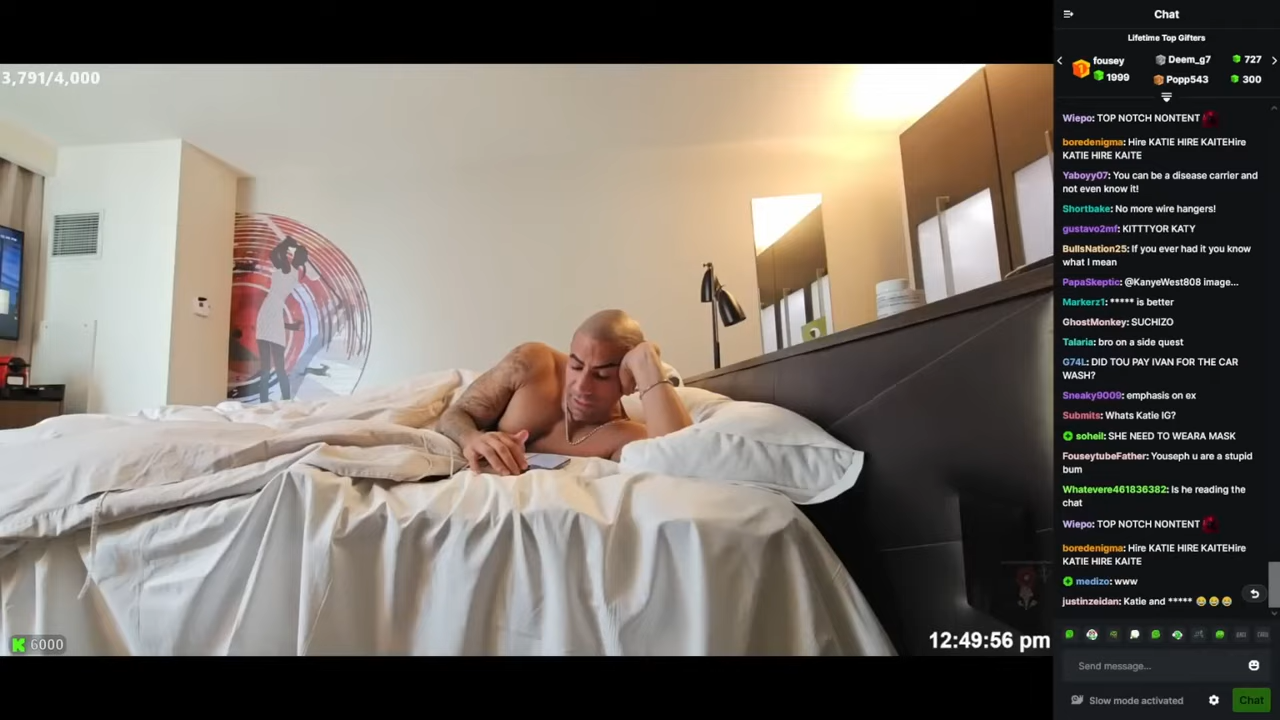 3,791/4,000
K 6000
12:49:56 pm
Chat
Lifetime Top Gifters
fousey
1999
Deem_g7
727
Popp543
300
Wiepo: TOP NOTCH NONTENT
boredenigma: Hire KATIE HIRE KAITEHire
KATIE HIRE KAITE
Yaboyy07: You can be a disease carrier and
not even know it!
Shortbake: No more wire hangers!
gustavo2mf: KITTTYOR KATY
BullsNation25: If you ever had it you know
what I mean
PapaSkeptic: @KanyeWest808 image...
Markerz1: ***** is better
GhostMonkey: SUCHIZO
Talaria: bro on a side quest
G74L: DID TOU PAY IVAN FOR THE CAR
WASH?
Sneaky9009: emphasis on ex
Submits: Whats Katie IG?
soheil: SHE NEED TO WEARA MASK
FouseytubeFather: Youseph u are a stupid
bum
Whatevere461836382: Is he reading the
chat
Wiepo: TOP NOTCH NONTENT
boredenigma: Hire KATIE HIRE KAITEHire
KATIE HIRE KAITE
medizo: www
justinzeidan: Katie and ***** 😂 😂 😂
Send message...
Slow mode activated
Chat